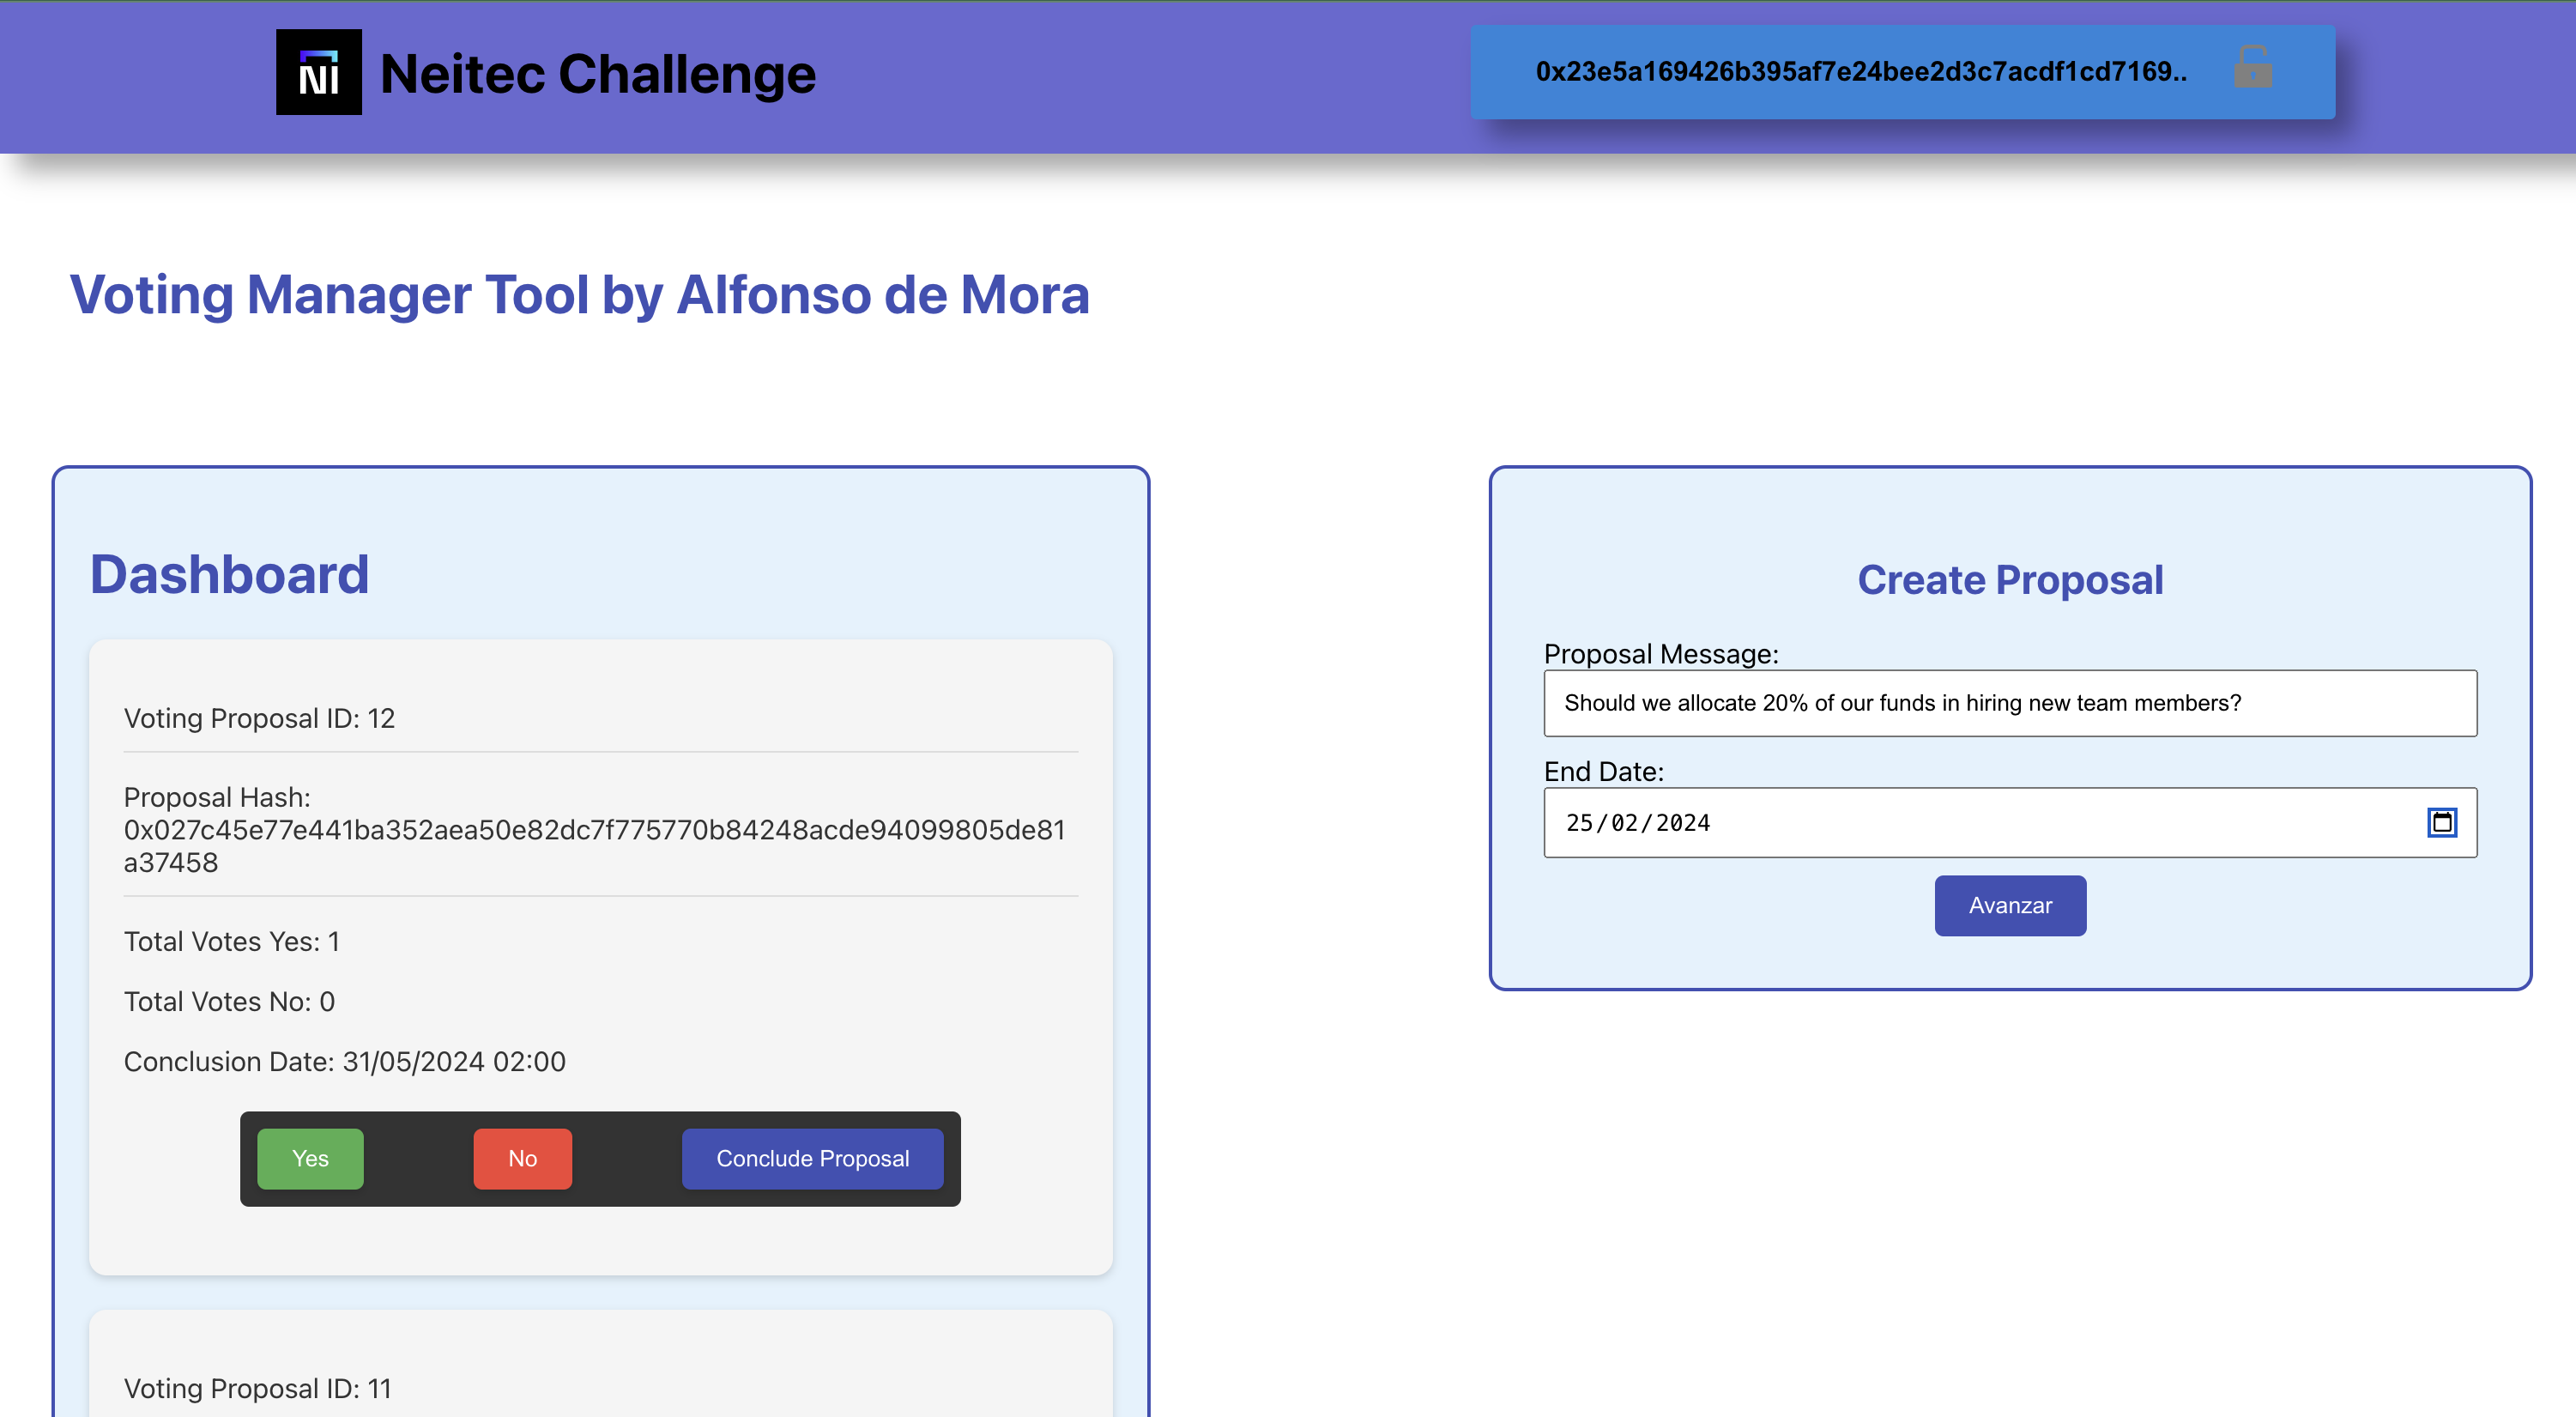 NI
Neitec Challenge
0x23e5a169426b395af7e24bee2d3c7acdf1cd7169..
Voting Manager Tool by Alfonso de Mora
Dashboard
Voting Proposal ID: 12
Proposal Hash:
0x027c45e77e441ba352aea50e82dc7f775770b84248acde94099805de81
a37458
Total Votes Yes: 1
Total Votes No: 0
Conclusion Date: 31/05/2024 02:00
Yes
No
Conclude Proposal
Voting Proposal ID: 11
Create Proposal
Proposal Message:
Should we allocate 20% of our funds in hiring new team members?
End Date:
25/02/2024
Avanzar